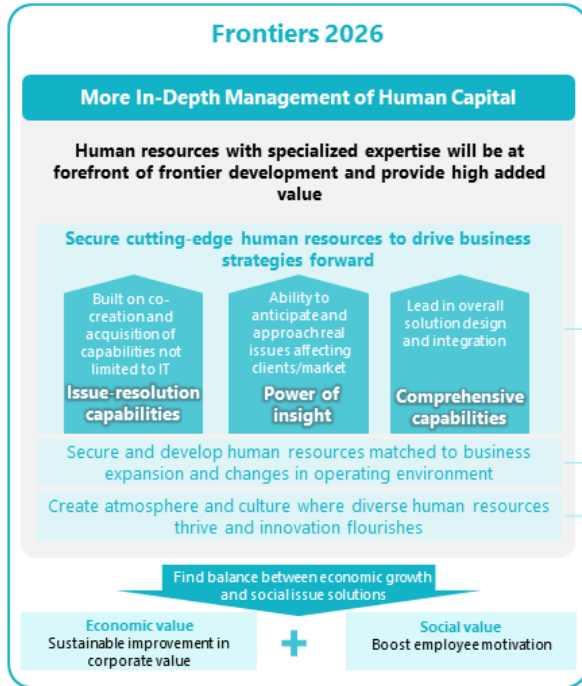 Frontiers 2026
More In-Depth Management of Human Capital
Human resources with specialized expertise will be at
forefront of frontier development and provide high added
value
Secure cutting-edge human resources to drive business
strategies forward
Built on co-
creation and
acquisition of
capabilities not
limited to IT
Issue-resolution
capabilities
Ability to
anticipate and
approach real
issues affecting
clients/market
Power of
insight
Lead in overall
solution design
and integration
Comprehensive
capabilities
Secure and develop human resources matched to business
expansion and changes in operating environment
Create atmosphere and culture where diverse human resources
thrive and innovation flourishes
Find balance between economic growth
and social issue solutions
Economic value
Sustainable improvement in
corporate value
+
Social value
Boost employee motivation